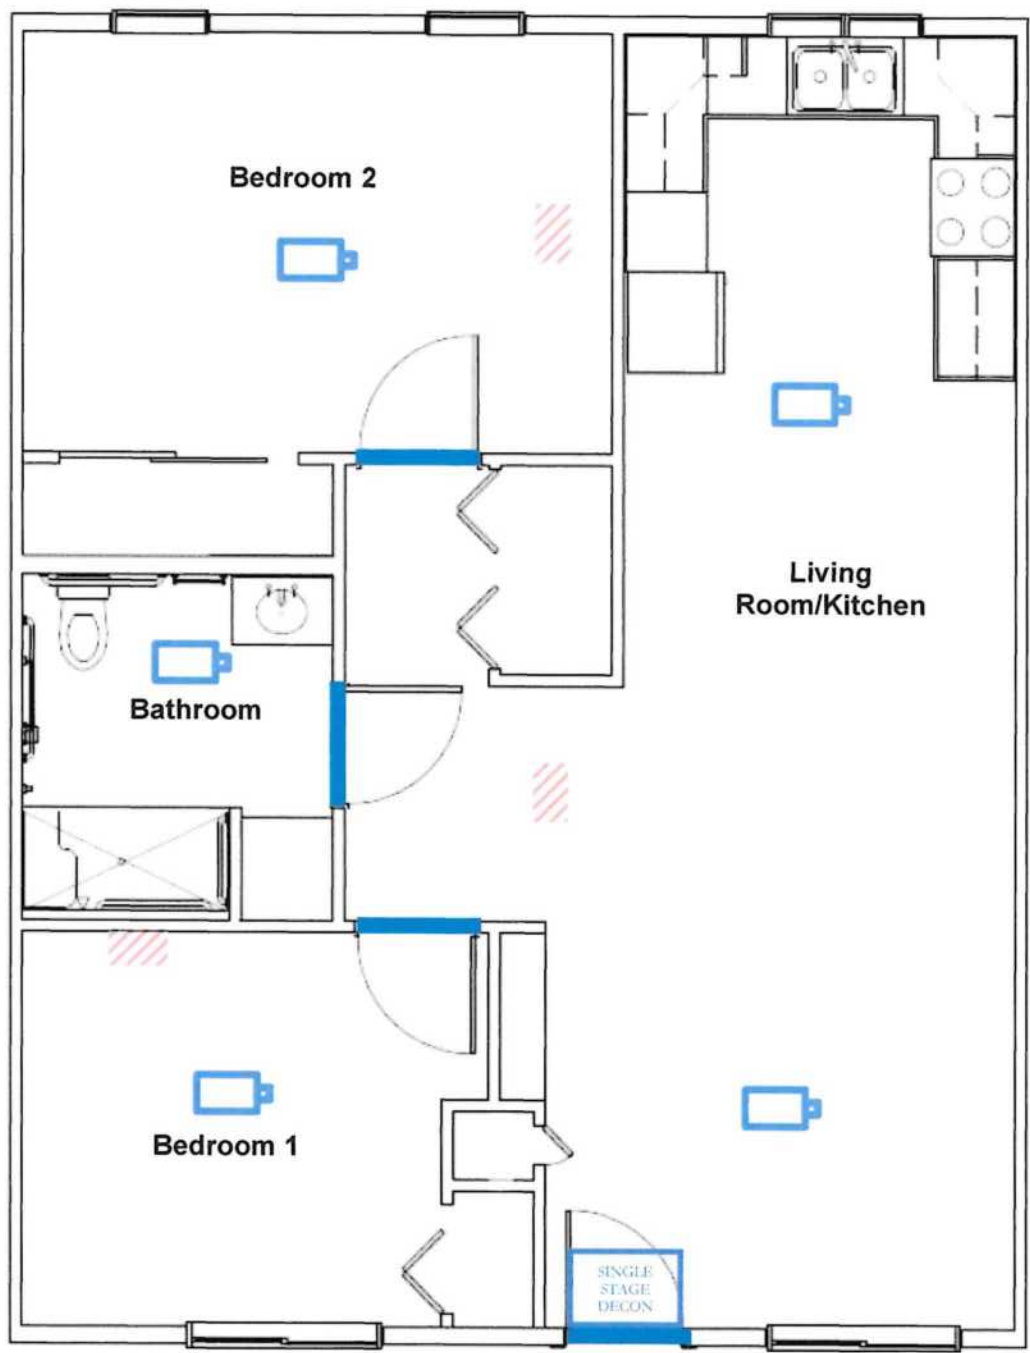 Bedroom 2
Living
Room/Kitchen
Bathroom
Bedroom 1
SINGLE
STAGE
DECON